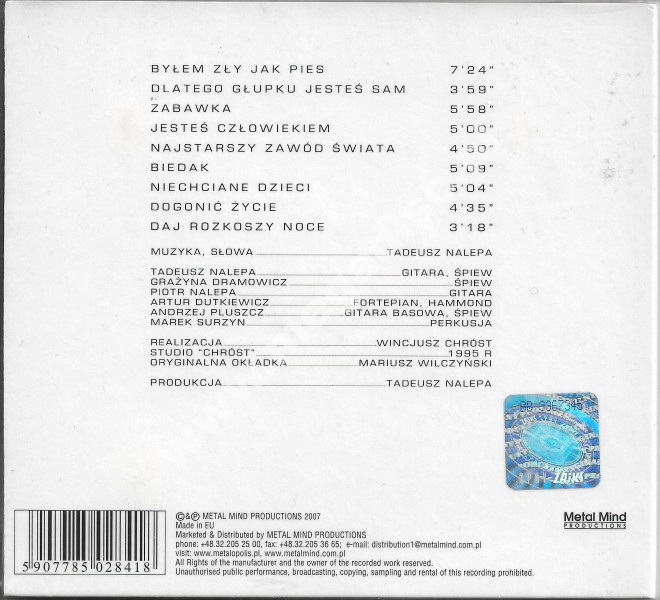 BYŁEM ZŁY JAK PIES 7'24"
DLATEGO GŁUPKU JESTEŚ SAM 3'59"
ZABAWKA 5'58"
JESTEŚ CZŁOWIEKIEM 5'00"
NAJSTARSZY ZAWÓD ŚWIATA 4'50"
BIEDAK 5'09"
NIECHCIANE DZIECI 5'04"
DOGONIĆ ŻYCIE 4'35"
DAJ ROZKOSZY NOCE 3'18"
MUZYKA, SŁOWA TADEUSZ NALEPA
TADEUSZ NALEPA GITARA, ŚPIEW
GRAŻYNA DRAMOWICZ ŚPIEW
PIOTR NALEPA GITARA
ARTUR DUTKIEWICZ FORTEPIAN, HAMMOND
ANDRZEJ PLUSZCZ GITARA BASOWA, ŚPIEW
MAREK SURZYN PERKUSJA
REALIZACJA WINCJUSZ CHRÓST
STUDIO "CHRÓST" 1995 R
ORYGINALNA OKŁADKA MARIUSZ WILCZYŃSKI
PRODUKCJA TADEUSZ NALEPA
ZAiKS
©&℗ METAL MIND PRODUCTIONS 2007
Made in EU
Marketed & Distributed by METAL MIND PRODUCTIONS
phone: +48.32.205 25 00, fax: +48.32.205 36 65; e-mail: distribution1@metalmind.com.pl
visit: www.metalopolis.pl, www.metalmind.com.pl
All Rights of the manufacturer and the owner of the recorded work reserved.
Unauthorised public performance, broadcasting, copying, sampling and rental of this recording prohibited.
5907785028418
Metal Mind
PRODUCTIONS